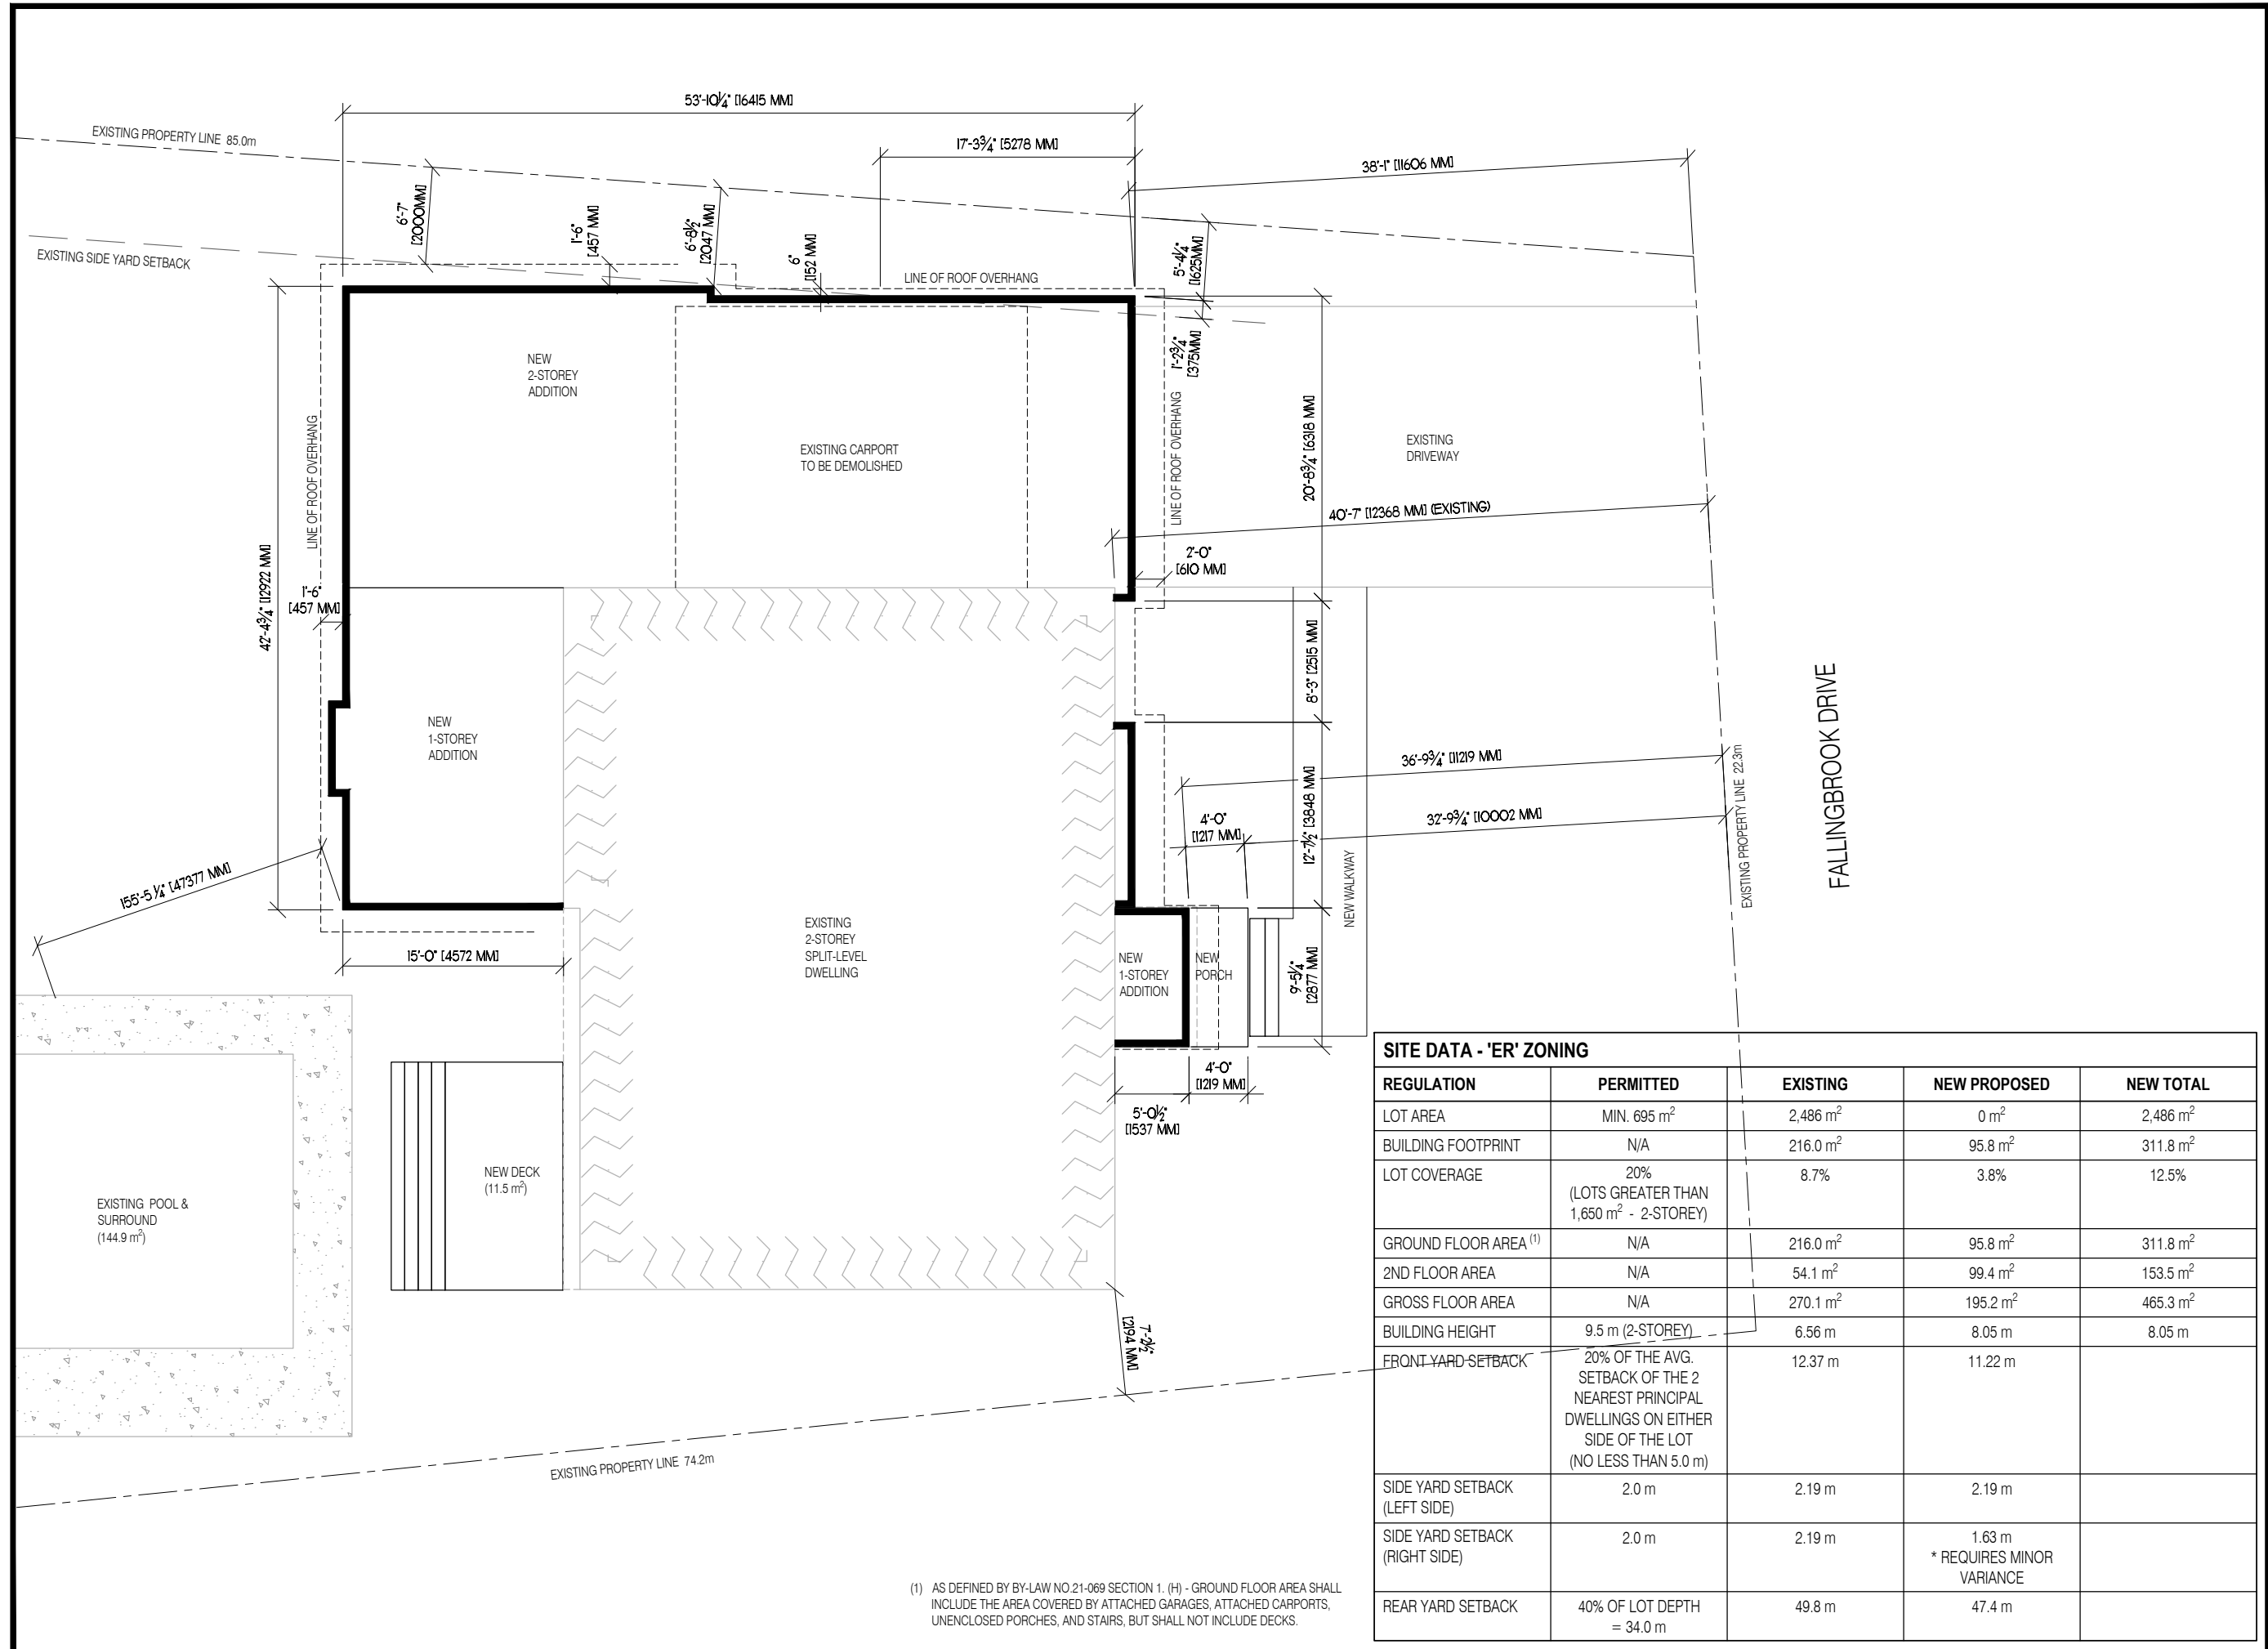 53'-10¼" [16415 MM]
EXISTING PROPERTY LINE 85.0m
17'-3¾" [5278 MM]
38'-1" [11606 MM]
6'-7"
[2000MM]
1'-6"
[457 MM]
6'-8½"
[2047 MM]
6"
[152 MM]
5'-4¼"
[1625MM]
EXISTING SIDE YARD SETBACK
LINE OF ROOF OVERHANG
1'-2¾"
[375MM]
NEW
2-STOREY
ADDITION
EXISTING CARPORT
TO BE DEMOLISHED
LINE OF ROOF OVERHANG
LINE OF ROOF OVERHANG
20'-8¾" [6318 MM]
EXISTING
DRIVEWAY
40'-7" [12368 MM] (EXISTING)
2'-0"
[610 MM]
42'-4¾" [12922 MM]
1'-6"
[457 MM]
8'-3" [2515 MM]
NEW
1-STOREY
ADDITION
FALLINGBROOK DRIVE
36'-9¾" [11219 MM]
EXISTING PROPERTY LINE 22.3m
4'-0"
[1217 MM]
12'-7½" [3848 MM]
32'-9¾" [10002 MM]
155'-5 ¼" [47377 MM]
NEW WALKWAY
EXISTING
2-STOREY
SPLIT-LEVEL
DWELLING
15'-0" [4572 MM]
NEW
1-STOREY
ADDITION
NEW
PORCH
9'-5¼"
[2877 MM]
4'-0"
[1219 MM]
5'-0½"
[1537 MM]
NEW DECK
(11.5 m²)
EXISTING POOL &
SURROUND
(144.9 m²)
7'-2½"
[2194 MM]
EXISTING PROPERTY LINE 74.2m
SITE DATA - 'ER' ZONING
REGULATION PERMITTED EXISTING NEW PROPOSED NEW TOTAL
LOT AREA MIN. 695 m² 2,486 m² 0 m² 2,486 m²
BUILDING FOOTPRINT N/A 216.0 m² 95.8 m² 311.8 m²
LOT COVERAGE 20% 8.7% 3.8% 12.5%
(LOTS GREATER THAN
1,650 m² - 2-STOREY)
GROUND FLOOR AREA (1) N/A 216.0 m² 95.8 m² 311.8 m²
2ND FLOOR AREA N/A 54.1 m² 99.4 m² 153.5 m²
GROSS FLOOR AREA N/A 270.1 m² 195.2 m² 465.3 m²
BUILDING HEIGHT 9.5 m (2-STOREY) 6.56 m 8.05 m 8.05 m
FRONT YARD SETBACK 20% OF THE AVG. 12.37 m 11.22 m
SETBACK OF THE 2
NEAREST PRINCIPAL
DWELLINGS ON EITHER
SIDE OF THE LOT
(NO LESS THAN 5.0 m)
SIDE YARD SETBACK 2.0 m 2.19 m 2.19 m
(LEFT SIDE)
SIDE YARD SETBACK 2.0 m 2.19 m 1.63 m
(RIGHT SIDE) * REQUIRES MINOR
VARIANCE
REAR YARD SETBACK 40% OF LOT DEPTH 49.8 m 47.4 m
= 34.0 m
(1) AS DEFINED BY BY-LAW NO.21-069 SECTION 1. (H) - GROUND FLOOR AREA SHALL
INCLUDE THE AREA COVERED BY ATTACHED GARAGES, ATTACHED CARPORTS,
UNENCLOSED PORCHES, AND STAIRS, BUT SHALL NOT INCLUDE DECKS.